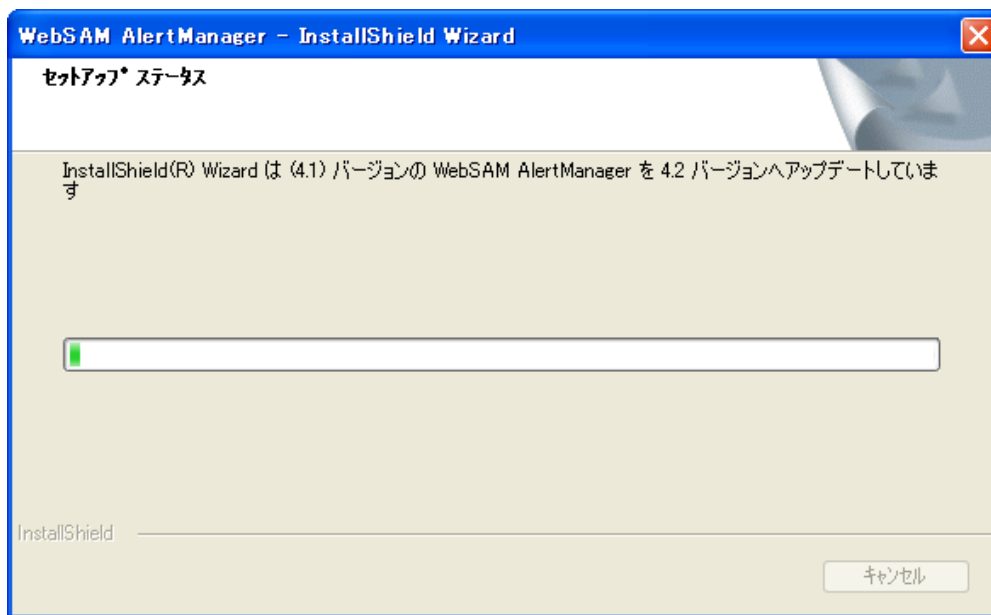 WebSAM AlertManager - InstallShield Wizard
セットアップ ステータス
InstallShield(R) Wizard は (4.1) バージョンの WebSAM AlertManager を 4.2 バージョンへアップデートしていま
す
InstallShield
キャンセル